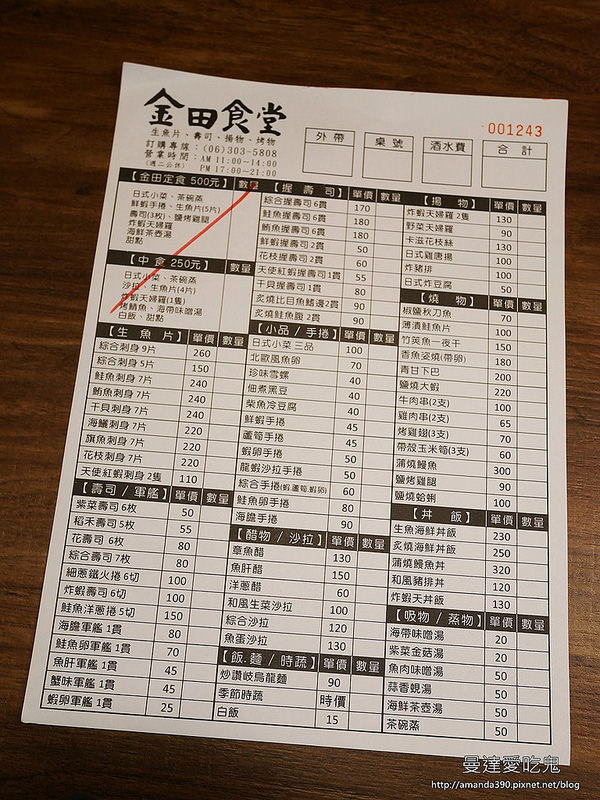 金田食堂
生魚片、壽司、揚物、烤物
訂購專線：(06)303-5808
營業時間：AM 11:00~14:00
(週二公休) PM 17:00~21:00
外帶
桌號
酒水費
合計
001243
【金田定食 500元】 數量
日式小菜、茶碗蒸
鮮蝦手捲、生魚片(5片)
壽司(3枚)、鹽烤雞腿
炸蝦天婦羅
海鮮茶壺湯
甜點
【中食 250元】 數量
日式小菜、茶碗蒸
沙拉、生魚片(4片)
炸蝦天婦羅(1隻)
烤鯖魚、海帶味噌湯
白飯、甜點
【生魚片】 單價 數量
綜合刺身 9片 260
綜合刺身 5片 150
鮭魚刺身 7片 240
鮪魚刺身 7片 240
干貝刺身 7片 240
海鱺刺身 7片 220
旗魚刺身 7片 220
花枝刺身 7片 220
天使紅蝦刺身 2隻 110
【壽司 / 軍艦】 單價 數量
紫菜壽司 6枚 50
稻禾壽司 5枚 55
花壽司 6枚 80
綜合壽司 7枚 80
細蔥鐵火捲 6切 100
綜合花壽司 6切 100
鮭魚洋蔥捲 5切 150
海膽軍艦 1貫 80
鮭魚卵軍艦 1貫 70
魚肝軍艦 1貫 45
蟹味軍艦 1貫 45
蝦卵軍艦 1貫 25
【握壽司】 單價 數量
綜合握壽司 6貫 170
鮭魚握壽司 6貫 180
鮪魚握壽司 6貫 180
鮮蝦握壽司 2貫 50
花枝握壽司 2貫 60
天使紅蝦握壽司 1貫 55
干貝握壽司 1貫 80
炙燒比目魚鰭邊 2貫 90
炙燒鮭魚腹 2貫 90
【小品 / 手捲】 單價 數量
日式小菜 三品 100
北歐風魚卵 70
珍味雪螺 40
佃煮黑豆 40
柴魚冷豆腐 40
鮮蝦手捲 45
蘆筍手捲 45
蝦卵手捲 50
龍蝦沙拉手捲 50
綜合手捲(蝦.蘆筍.蝦卵) 60
鮭魚卵手捲 80
海膽手捲 90
【醋物 / 沙拉】 單價 數量
章魚醋 130
魚肝醋 150
洋蔥醋 60
和風生菜沙拉 100
綜合沙拉 120
魚蛋沙拉 130
【飯.麵 / 時蔬】 單價 數量
炒讚岐烏龍麵 90
季節時蔬 時價
白飯 15
【揚物】 單價 數量
炸蝦天婦羅 2隻 130
野菜天婦羅 90
卡滋花枝絲 130
日式雞唐揚 100
炸豬排 100
日式炸豆腐 50
【燒物】 單價 數量
椒鹽秋刀魚 70
薄漬鮭魚片 100
竹筴魚一夜干 150
香魚姿燒(帶卵) 180
青甘下巴 200
鹽燒大蝦 220
牛肉串(2支) 100
雞肉串(2支) 65
烤雞翅(3支) 70
帶殼玉米筍(3支) 60
蒲燒鰻魚 300
鹽烤雞腿 90
鹽燒蛤蜊 100
【丼飯】 單價 數量
生魚海鮮丼飯 230
炙燒海鮮丼飯 250
蒲燒鰻魚丼 320
和風豬排丼 120
炸蝦天丼飯 130
【吸物 / 蒸物】 單價 數量
海帶味噌湯 20
紫菜金菇湯 20
魚肉味噌湯 50
蒜香蜆湯 50
海鮮茶壺湯 50
茶碗蒸 50
曼達愛吃鬼
http://amanda390.pixnet.net/blog